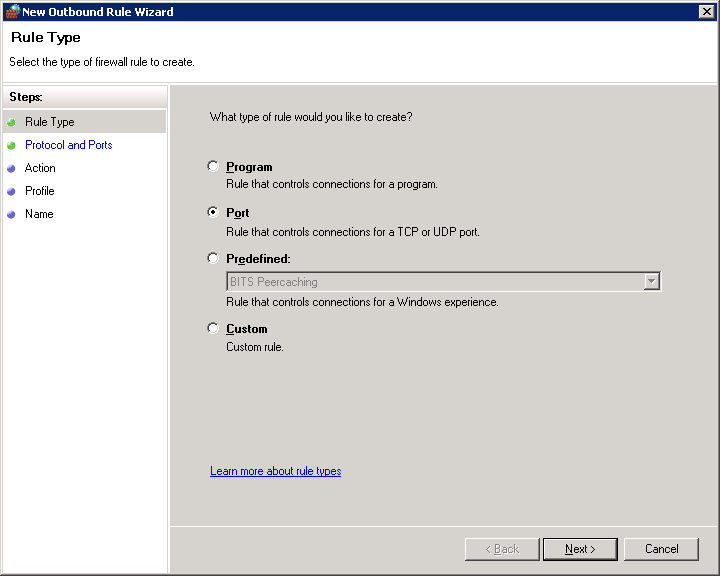 New Outbound Rule Wizard
Rule Type
Select the type of firewall rule to create.
Steps:
Rule Type
Protocol and Ports
Action
Profile
Name
What type of rule would you like to create?
Program
Rule that controls connections for a program.
Port
Rule that controls connections for a TCP or UDP port.
Predefined:
BITS Peercaching
Rule that controls connections for a Windows experience.
Custom
Custom rule.
Learn more about rule types
< Back
Next >
Cancel